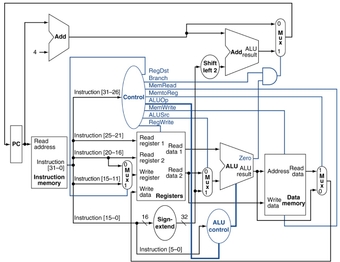 Add
4
Add
ALU
result
0
M
u
x
1
Shift
left 2
RegDst
Branch
MemRead
MemtoReg
ALUOp
MemWrite
ALUSrc
RegWrite
Control
Instruction [31–26]
PC
Read
address
Instruction
[31–0]
Instruction
memory
Instruction [25–21]
Instruction [20–16]
Instruction [15–11]
0
M
u
x
1
Read
register 1
Read
register 2
Write
register
Write
data
Read
data 1
Read
data 2
Registers
0
M
u
x
1
Zero
ALU
ALU
result
Address
Read
data
Write
data
Data
memory
M
u
x
Instruction [15–0]
16
Sign-
extend
32
ALU
control
Instruction [5–0]